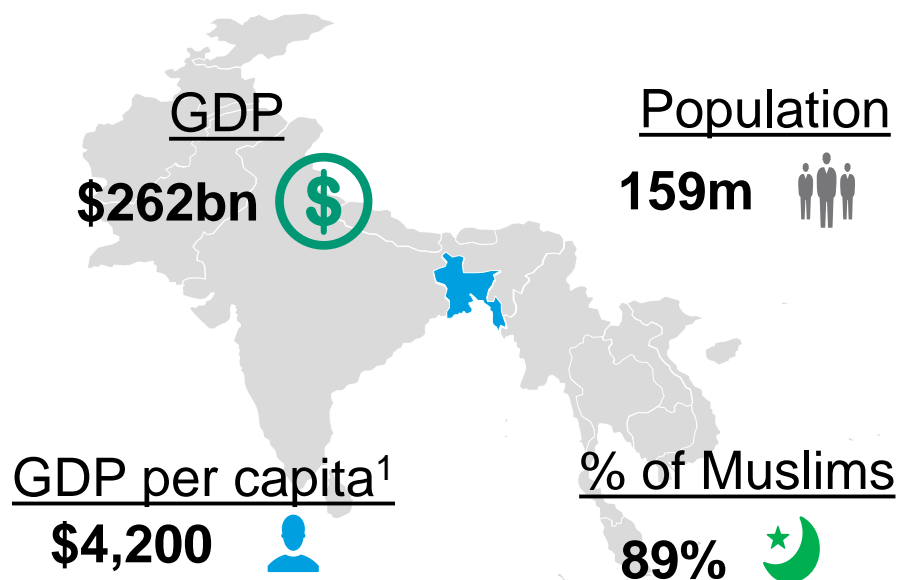 GDP
$262bn
$
Population
159m
GDP per capita¹
$4,200
% of Muslims
89%